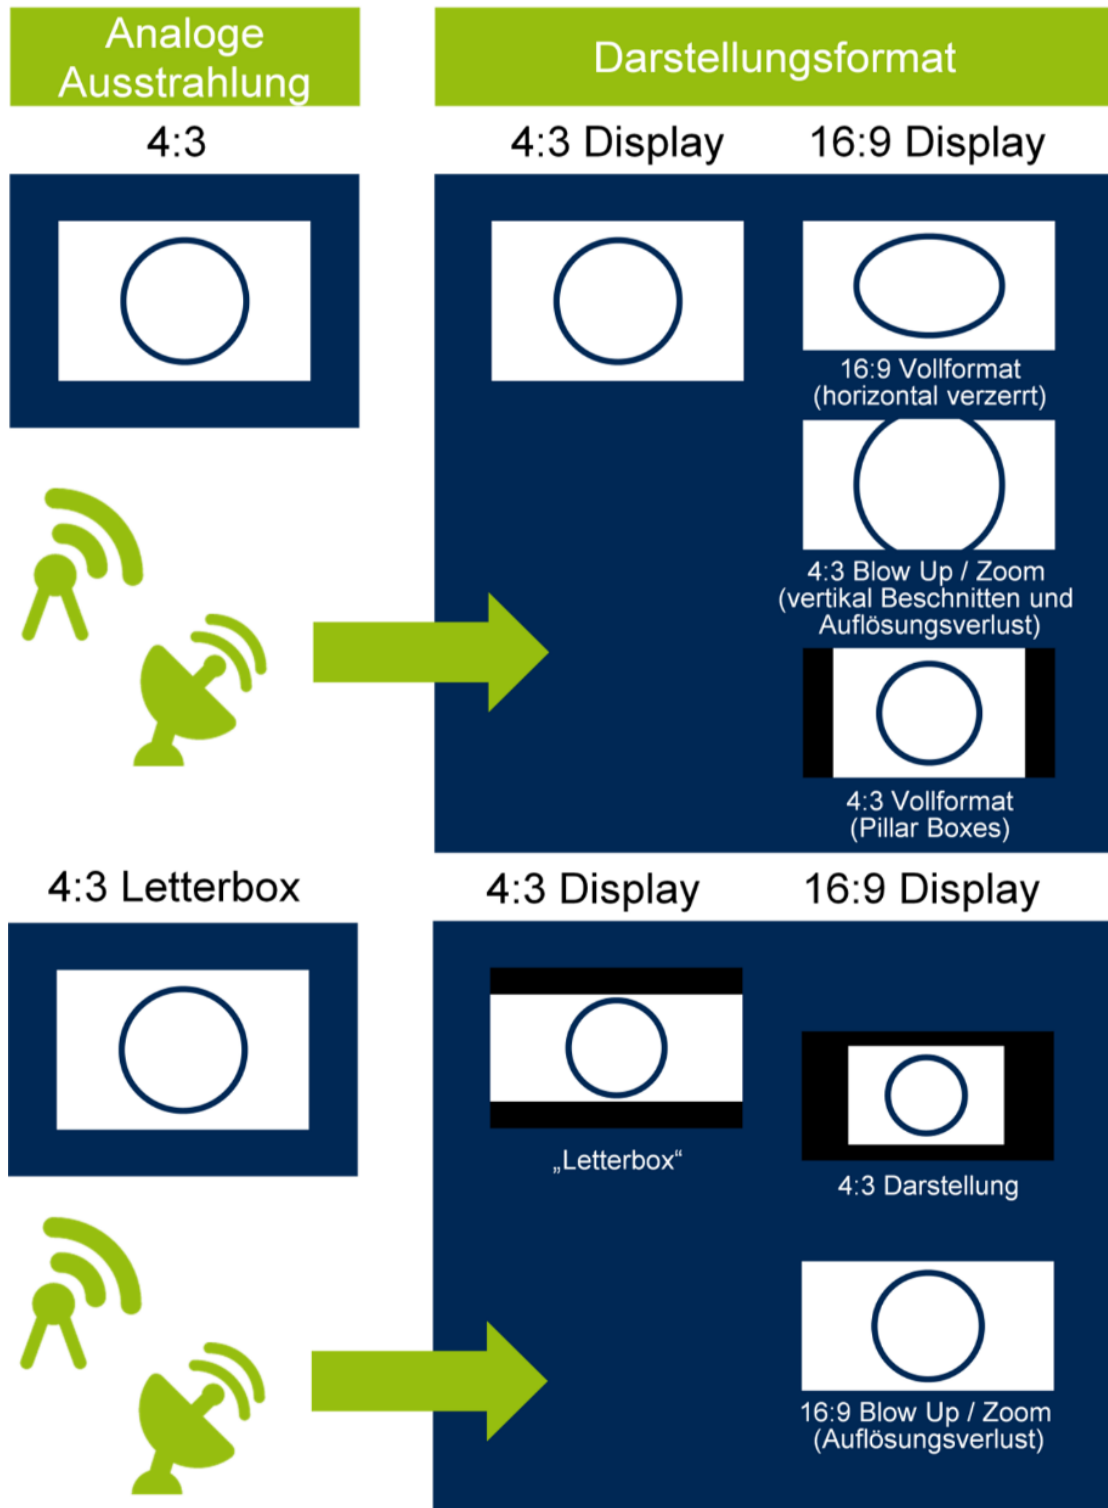 Analoge
Ausstrahlung
Darstellungsformat
4:3
4:3 Display
16:9 Display
16:9 Vollformat
(horizontal verzerrt)
4:3 Blow Up / Zoom
(vertikal Beschnitten und
Auflösungsverlust)
4:3 Vollformat
(Pillar Boxes)
4:3 Letterbox
4:3 Display
16:9 Display
„Letterbox“
4:3 Darstellung
16:9 Blow Up / Zoom
(Auflösungsverlust)